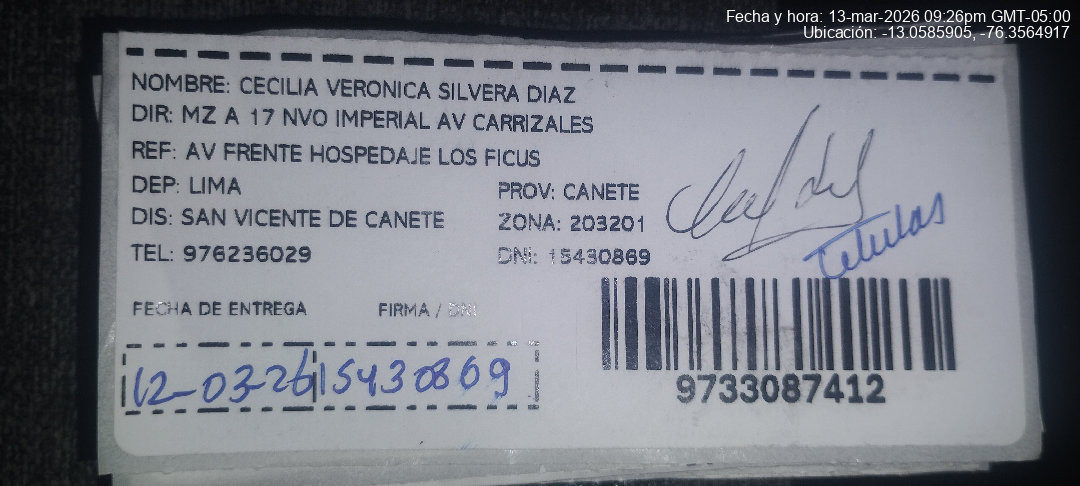 Fecha y hora: 13-mar-2026 09:26pm GMT-05:00
Ubicación: -13.0585905, -76.3564917
NOMBRE: CECILIA VERONICA SILVERA DIAZ
DIR: MZ A 17 NVO IMPERIAL AV CARRIZALES
REF: AV FRENTE HOSPEDAJE LOS FICUS
DEP: LIMA PROV: CANETE
DIS: SAN VICENTE DE CANETE ZONA: 203201
TEL: 976236029 DNI: 15430869
Titulas
FECHA DE ENTREGA FIRMA / DNI
12-03-26 15430869
9733087412